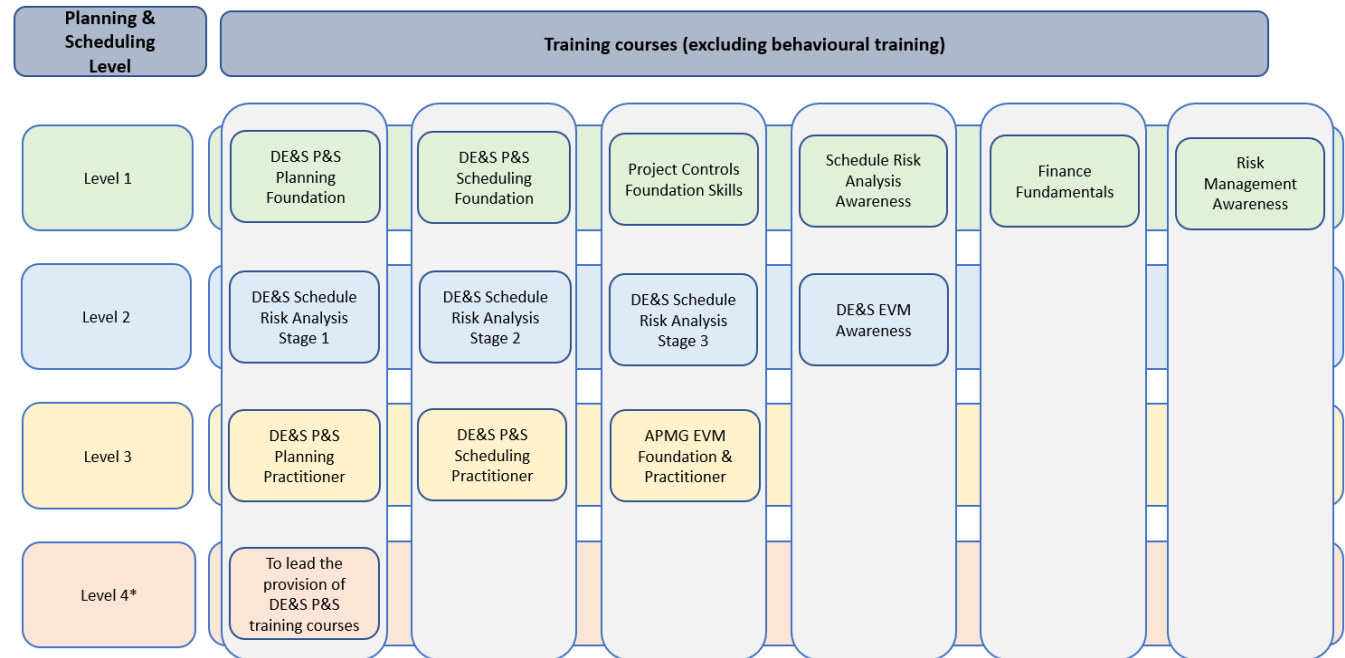 Planning &
Scheduling
Level
Training courses (excluding behavioural training)
Level 1
DE&S P&S
Planning
Foundation
DE&S P&S
Scheduling
Foundation
Project Controls
Foundation Skills
Schedule Risk
Analysis
Awareness
Finance
Fundamentals
Risk
Management
Awareness
Level 2
DE&S Schedule
Risk Analysis
Stage 1
DE&S Schedule
Risk Analysis
Stage 2
DE&S Schedule
Risk Analysis
Stage 3
DE&S EVM
Awareness
Level 3
DE&S P&S
Planning
Practitioner
DE&S P&S
Scheduling
Practitioner
APMG EVM
Foundation &
Practitioner
Level 4*
To lead the
provision of
DE&S P&S
training courses